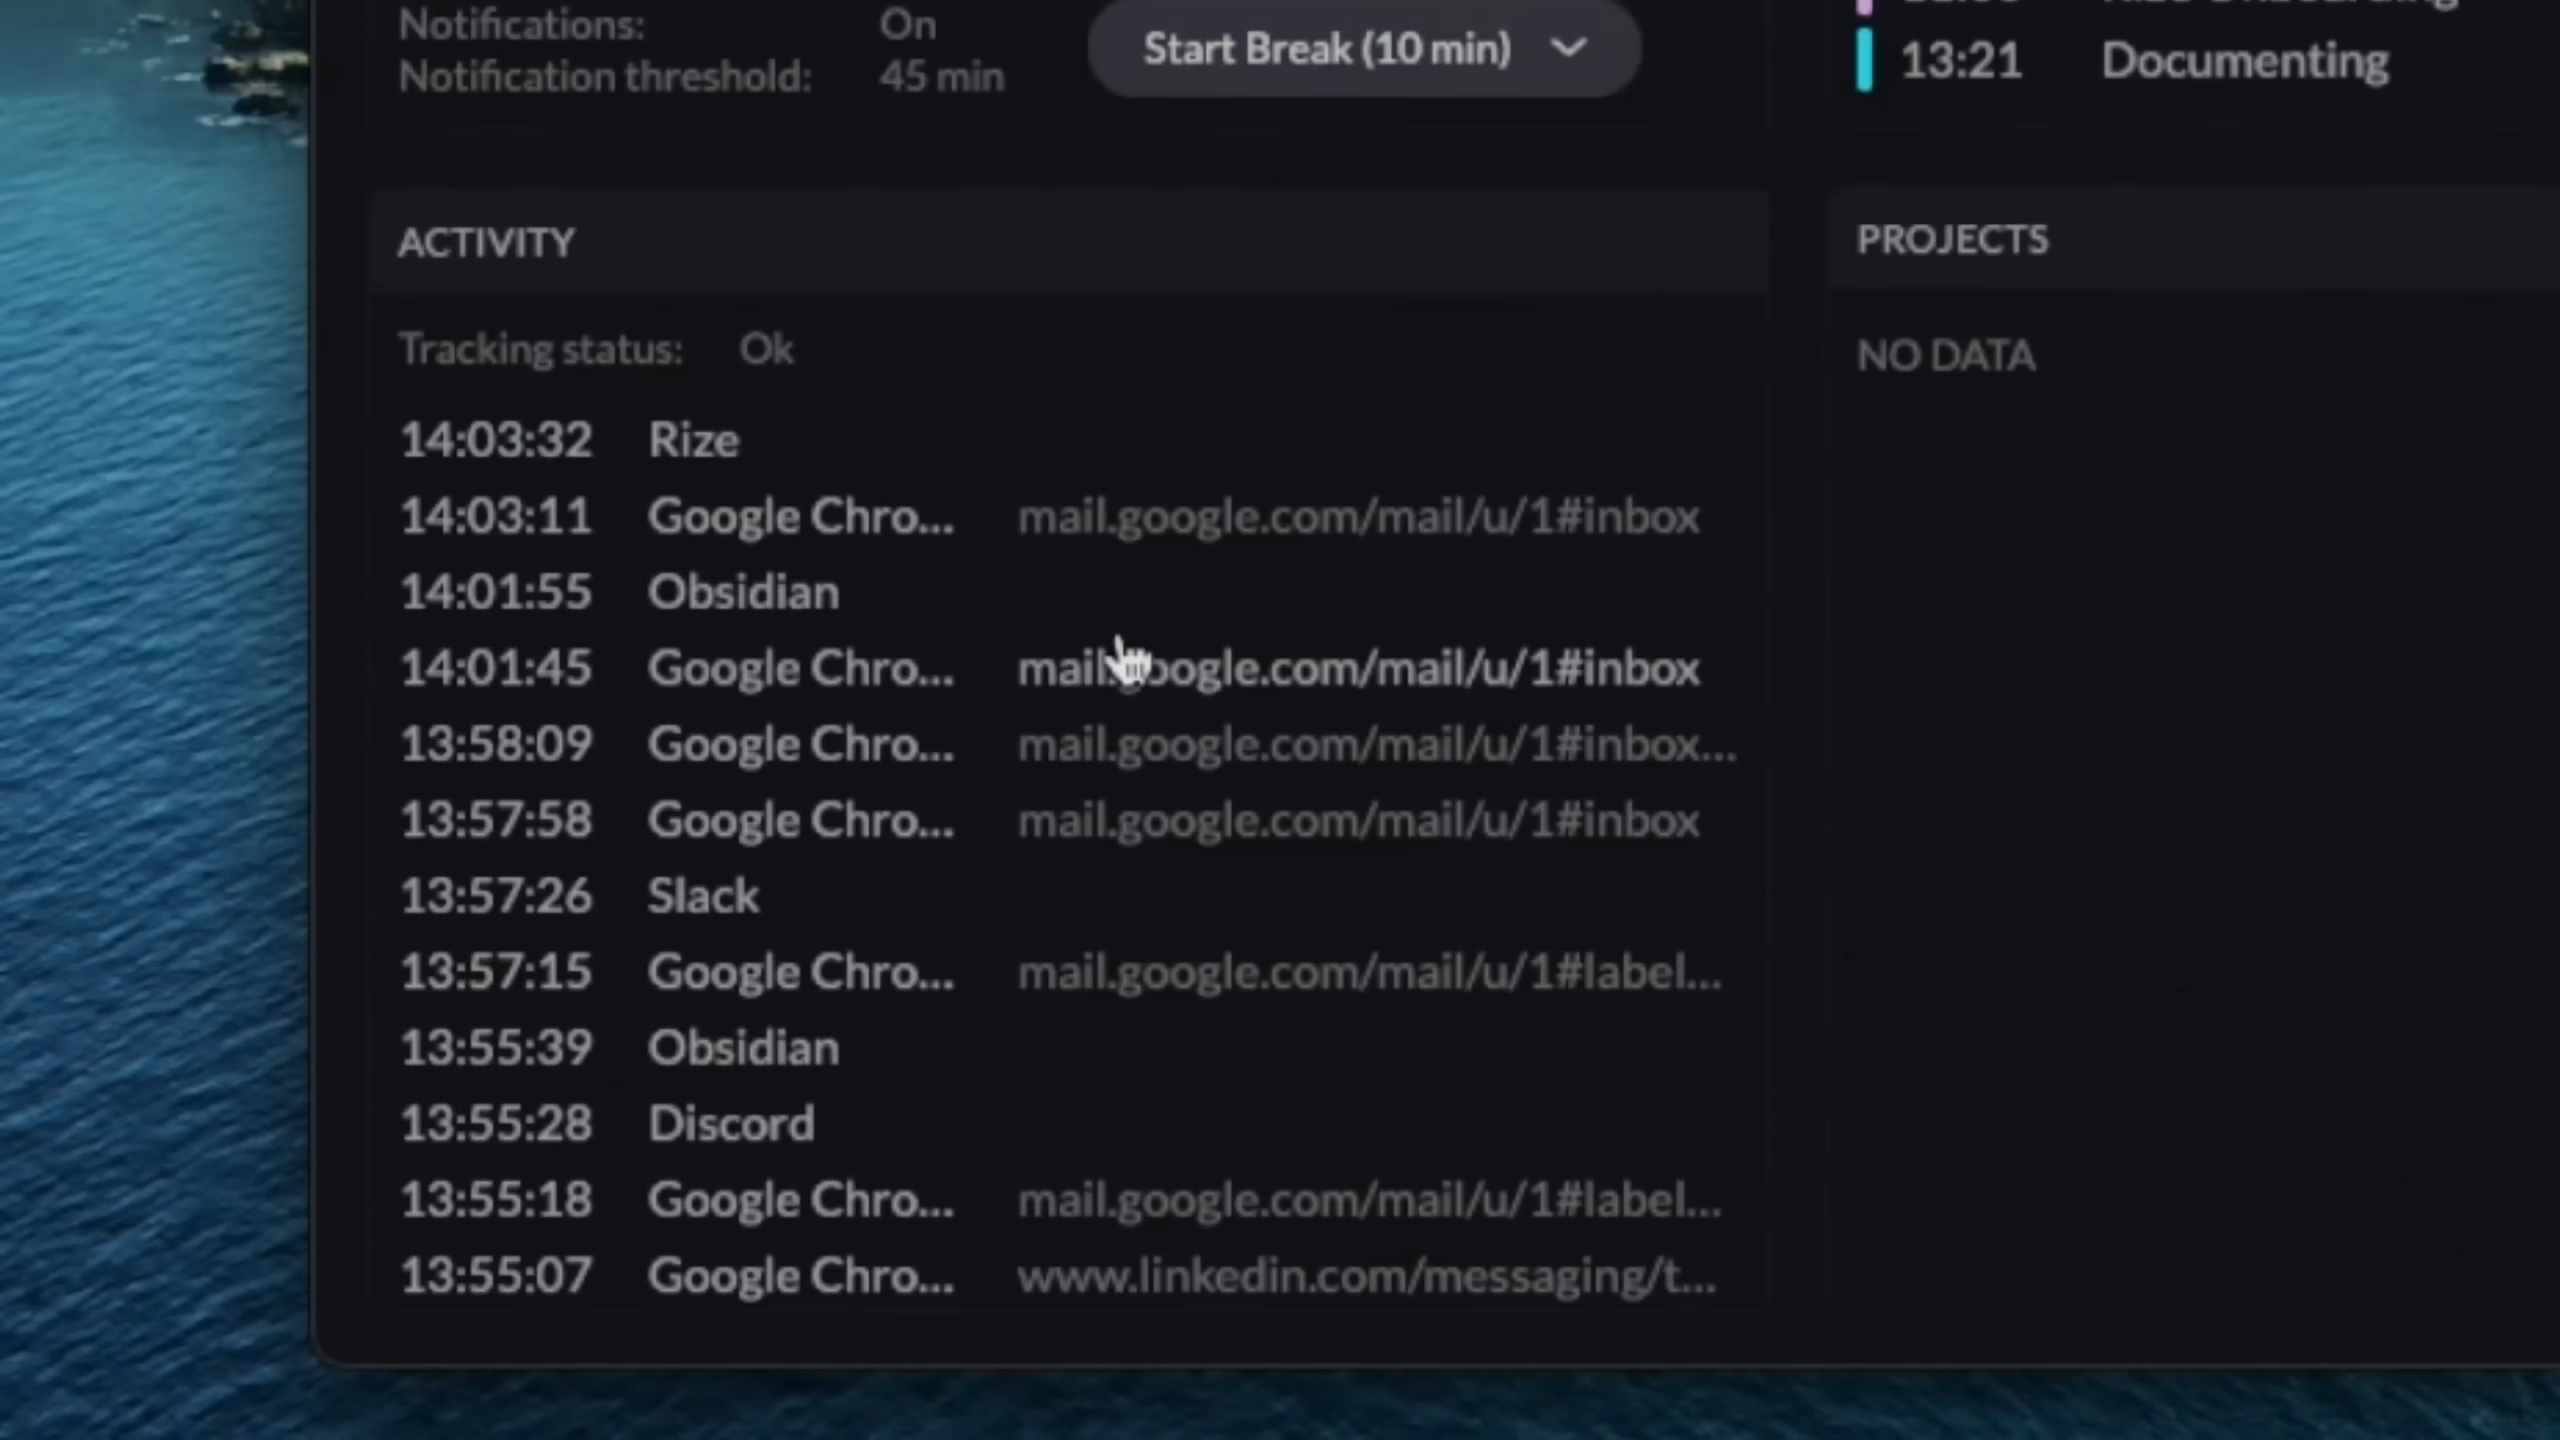 Notifications: On
Notification threshold: 45 min
Start Break (10 min)
13:21 Documenting
ACTIVITY
Tracking status: Ok
14:03:32 Rize
14:03:11 Google Chro... mail.google.com/mail/u/1#inbox
14:01:55 Obsidian
14:01:45 Google Chro... mail.google.com/mail/u/1#inbox
13:58:09 Google Chro... mail.google.com/mail/u/1#inbox...
13:57:58 Google Chro... mail.google.com/mail/u/1#inbox
13:57:26 Slack
13:57:15 Google Chro... mail.google.com/mail/u/1#label...
13:55:39 Obsidian
13:55:28 Discord
13:55:18 Google Chro... mail.google.com/mail/u/1#label...
13:55:07 Google Chro... www.linkedin.com/messaging/t...
PROJECTS
NO DATA